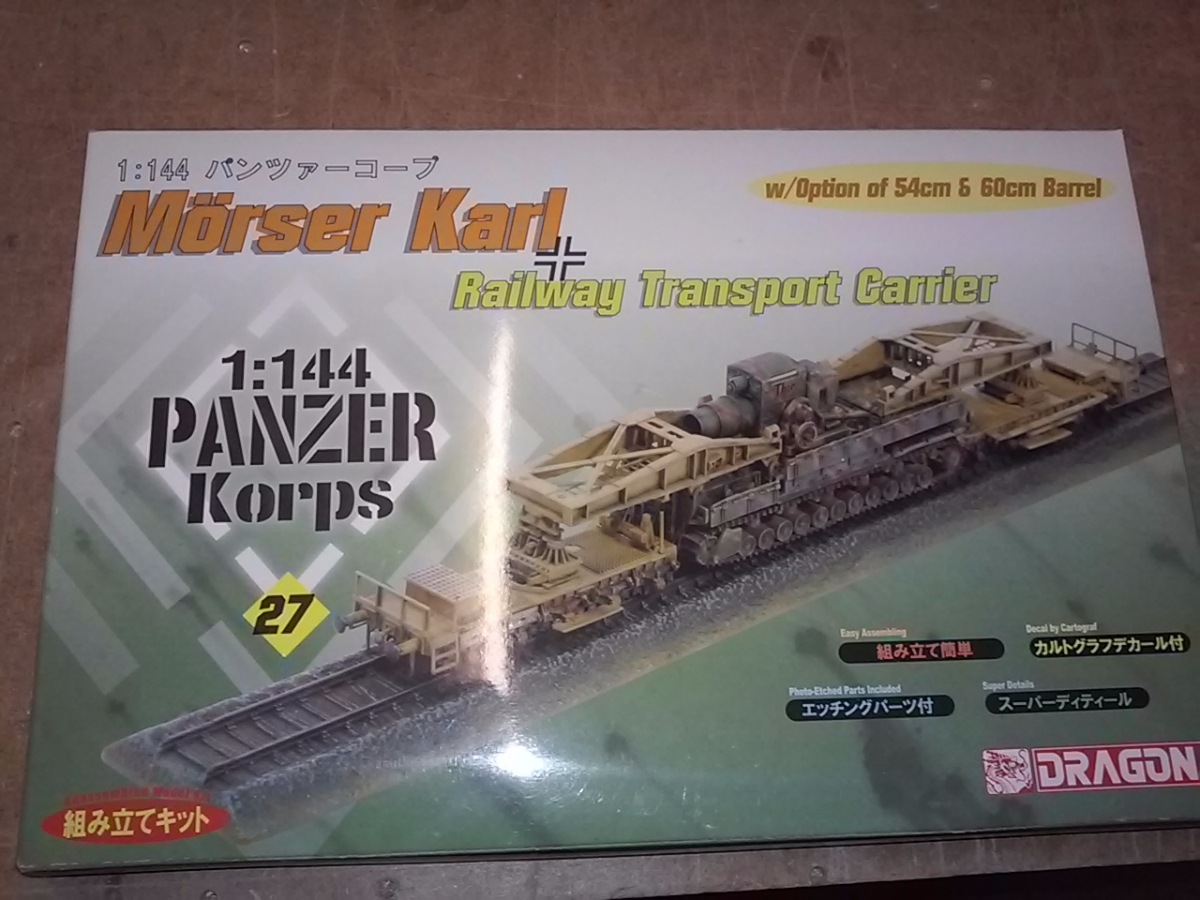 1:144 パンツァーコープ
Mörser Karl
w/Option of 54cm & 60cm Barrel
Railway Transport Carrier
1:144
PANZER
Korps
27
Easy Assembling
組み立て簡単
Decal by Cartograf
カルトグラフデカール付
Photo-Etched Parts Included
エッチングパーツ付
Super Details
スーパーディティール
DRAGON
組み立てキット